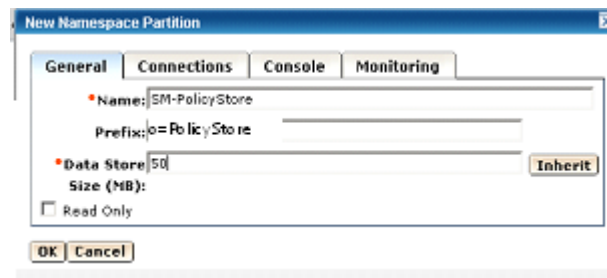 New Namespace Partition
General Connections Console Monitoring
*Name: SM-PolicyStore
Prefix: o=PolicyStore
*Data Store 50 Inherit
Size (MB):
Read Only
OK Cancel